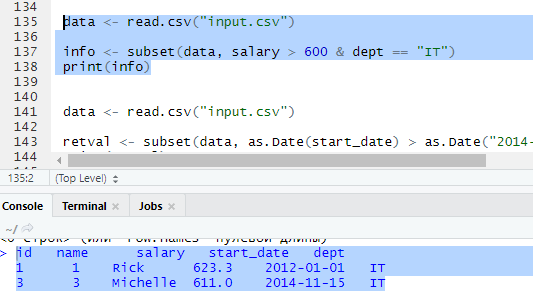 134
135 data <- read.csv("input.csv")
136
137 info <- subset(data, salary > 600 & dept == "IT")
138 print(info)
139
140
141 data <- read.csv("input.csv")
142
143 retval <- subset(data, as.Date(start_date) > as.Date("2014-
144
135:2 (Top Level)
Console Terminal × Jobs ×
~/
<0 строк> (или 'row.names' нулевой длины)
> id name salary start_date dept
1 1 Rick 623.3 2012-01-01 IT
3 3 Michelle 611.0 2014-11-15 IT